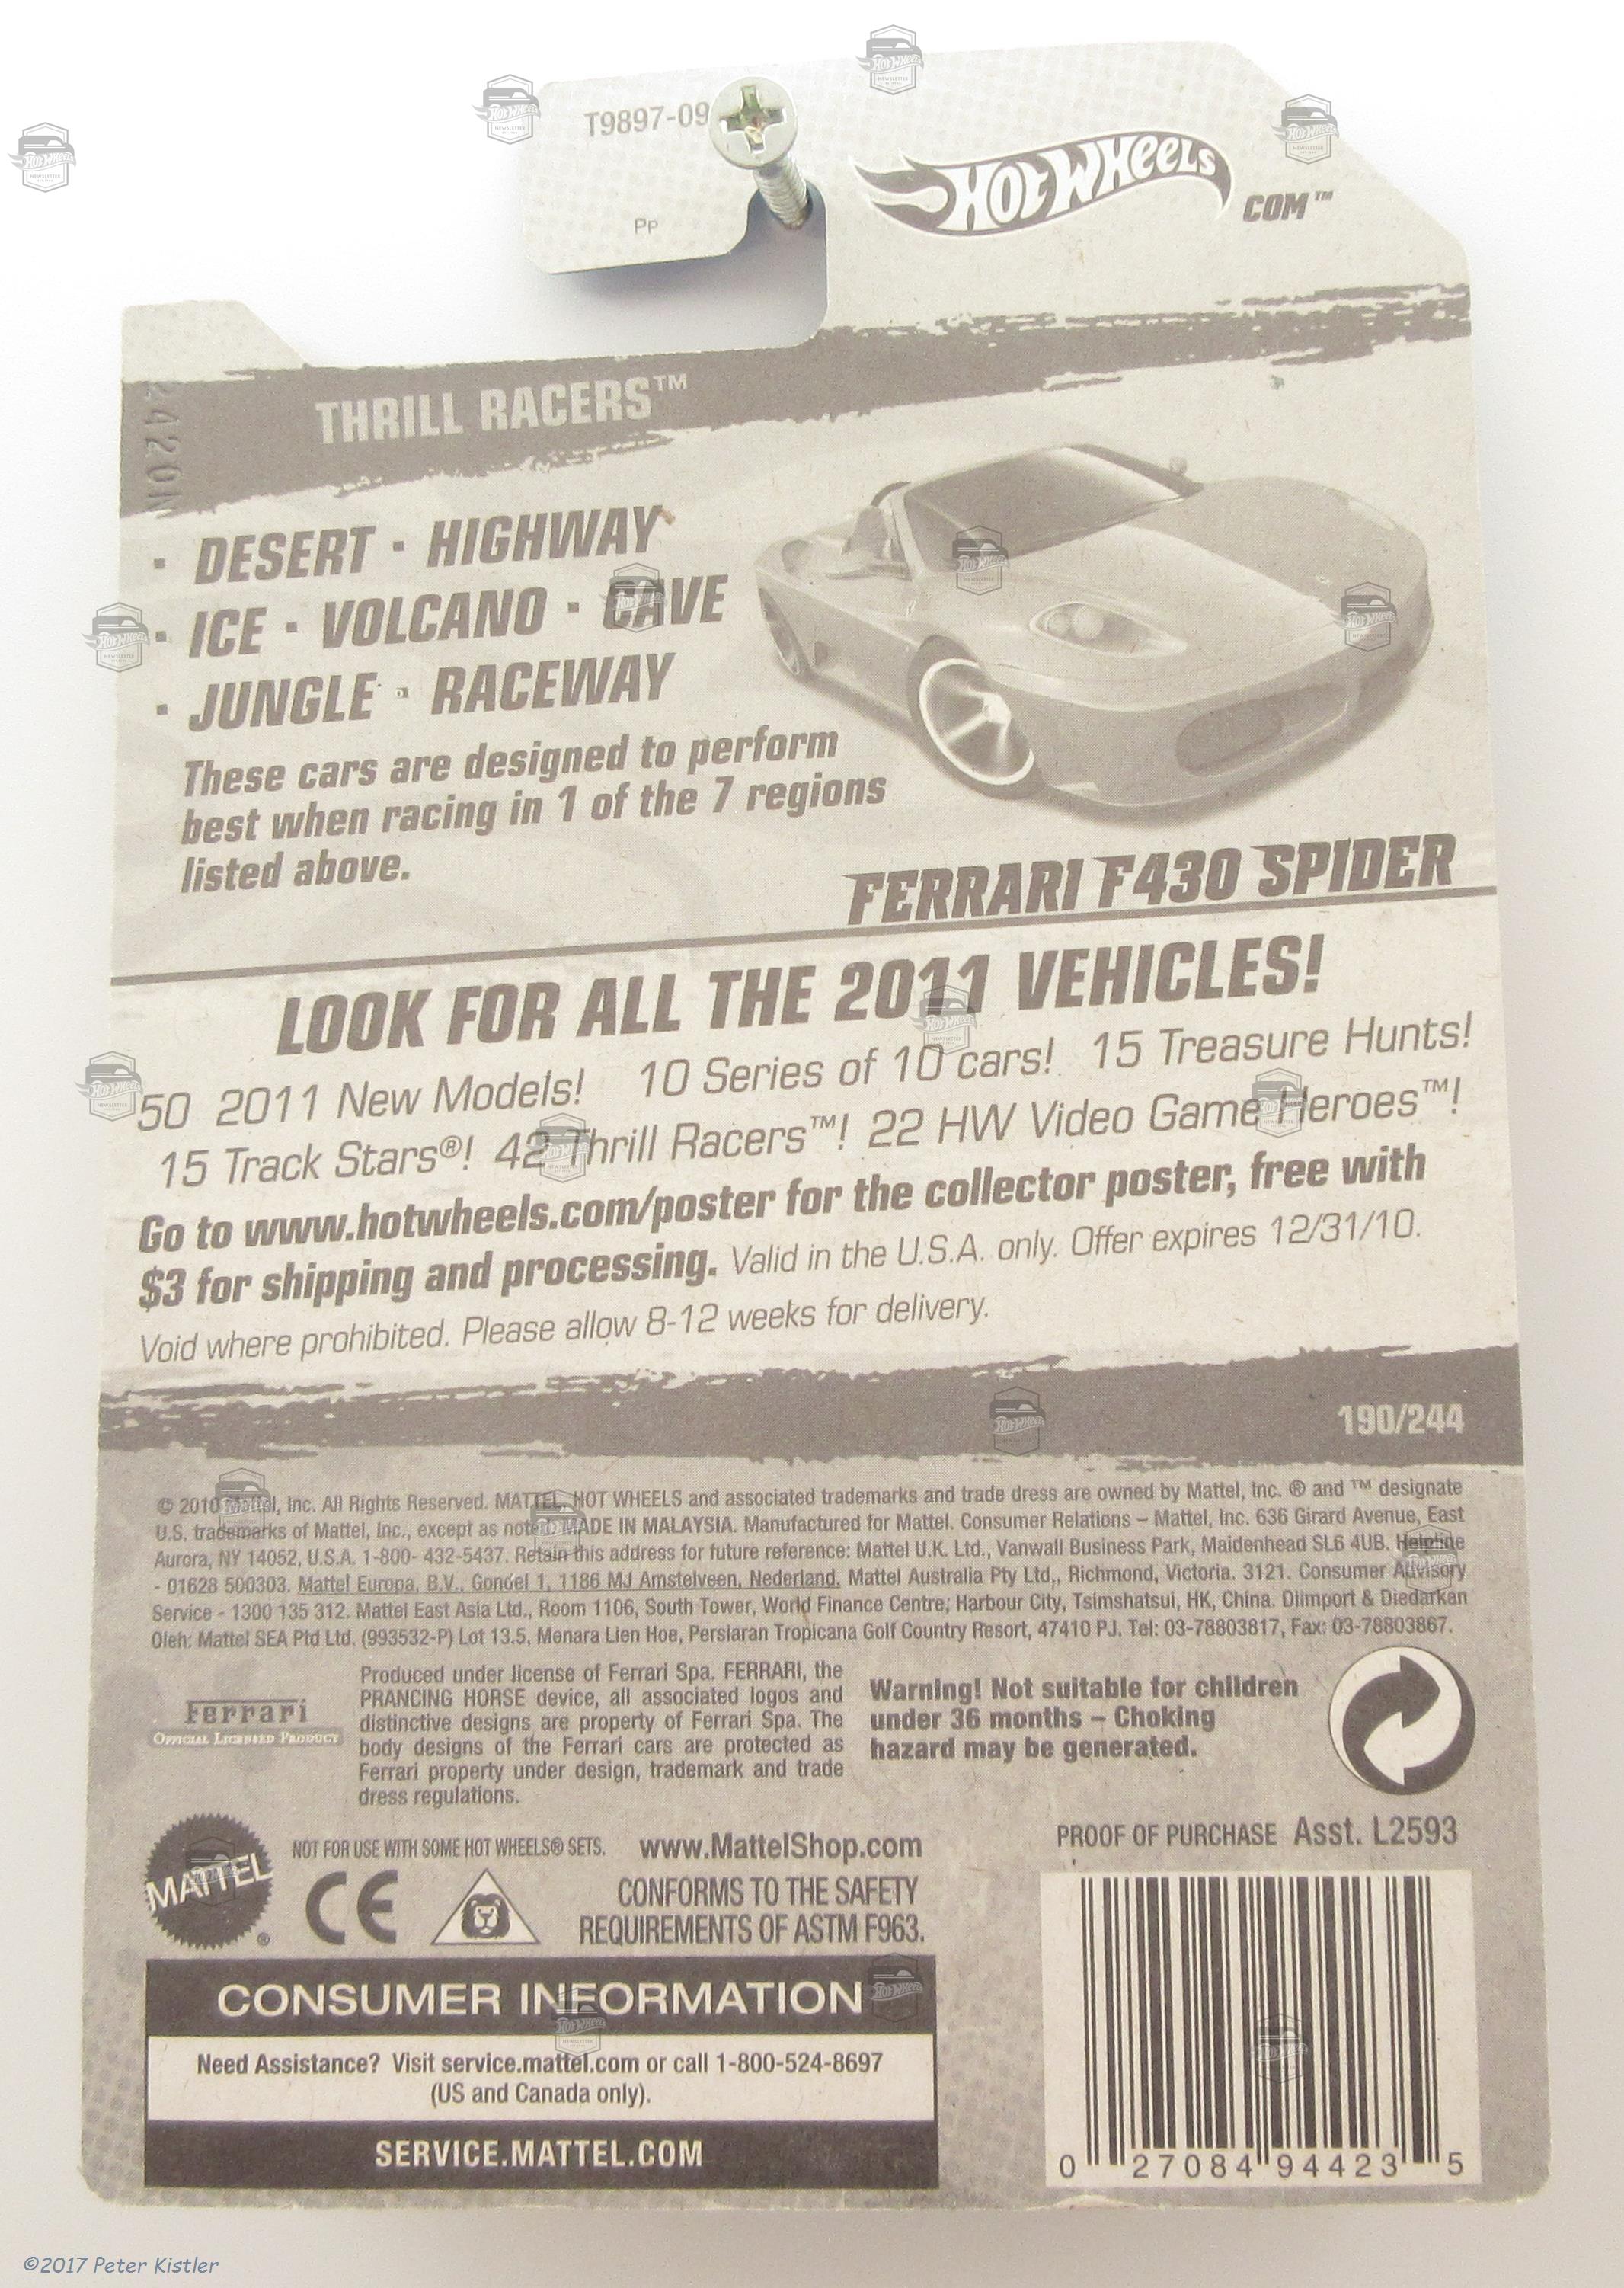 T9897-09
Pp
HOT WHEELS
COM™
THRILL RACERS™
4420N
· DESERT · HIGHWAY
· ICE · VOLCANO · CAVE
· JUNGLE · RACEWAY
These cars are designed to perform
best when racing in 1 of the 7 regions
listed above.
FERRARI F430 SPIDER
LOOK FOR ALL THE 2011 VEHICLES!
50 2011 New Models! 10 Series of 10 cars! 15 Treasure Hunts!
15 Track Stars®! 42 Thrill Racers™! 22 HW Video Game Heroes™!
Go to www.hotwheels.com/poster for the collector poster, free with
$3 for shipping and processing. Valid in the U.S.A. only. Offer expires 12/31/10.
Void where prohibited. Please allow 8-12 weeks for delivery.
190/244
© 2010 Mattel, Inc. All Rights Reserved. MATTEL, HOT WHEELS and associated trademarks and trade dress are owned by Mattel, Inc. ® and ™ designate
U.S. trademarks of Mattel, Inc., except as noted. MADE IN MALAYSIA. Manufactured for Mattel. Consumer Relations – Mattel, Inc. 636 Girard Avenue, East
Aurora, NY 14052, U.S.A. 1-800- 432-5437. Retain this address for future reference: Mattel U.K. Ltd., Vanwall Business Park, Maidenhead SL6 4UB. Helpline
- 01628 500303. Mattel Europa, B.V., Gondel 1, 1186 MJ Amstelveen, Nederland. Mattel Australia Pty Ltd., Richmond, Victoria. 3121. Consumer Advisory
Service - 1300 135 312. Mattel East Asia Ltd., Room 1106, South Tower, World Finance Centre, Harbour City, Tsimshatsui, HK, China. Diimport & Diedarkan
Oleh: Mattel SEA Ptd Ltd. (993532-P) Lot 13.5, Menara Lien Hoe, Persiaran Tropicana Golf Country Resort, 47410 PJ. Tel: 03-78803817, Fax: 03-78803867.
Ferrari
OFFICIAL LICENSED PRODUCT
Produced under license of Ferrari Spa. FERRARI, the
PRANCING HORSE device, all associated logos and
distinctive designs are property of Ferrari Spa. The
body designs of the Ferrari cars are protected as
Ferrari property under design, trademark and trade
dress regulations.
Warning! Not suitable for children
under 36 months – Choking
hazard may be generated.
MATTEL®
NOT FOR USE WITH SOME HOT WHEELS® SETS. www.MattelShop.com
CE
CONFORMS TO THE SAFETY
REQUIREMENTS OF ASTM F963.
PROOF OF PURCHASE Asst. L2593
CONSUMER INFORMATION
Need Assistance? Visit service.mattel.com or call 1-800-524-8697
(US and Canada only).
SERVICE.MATTEL.COM
0 27084 94423 5
©2017 Peter Kistler